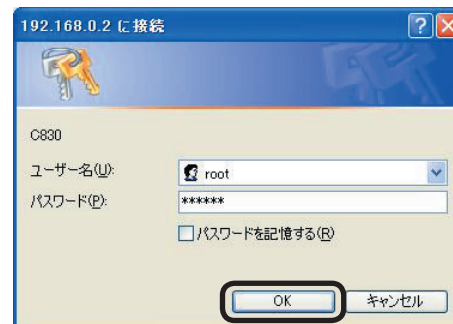 192.168.0.2 に接続
C830
ユーザー名(U):
root
パスワード(P):
******
パスワードを記憶する(R)
OK
キャンセル